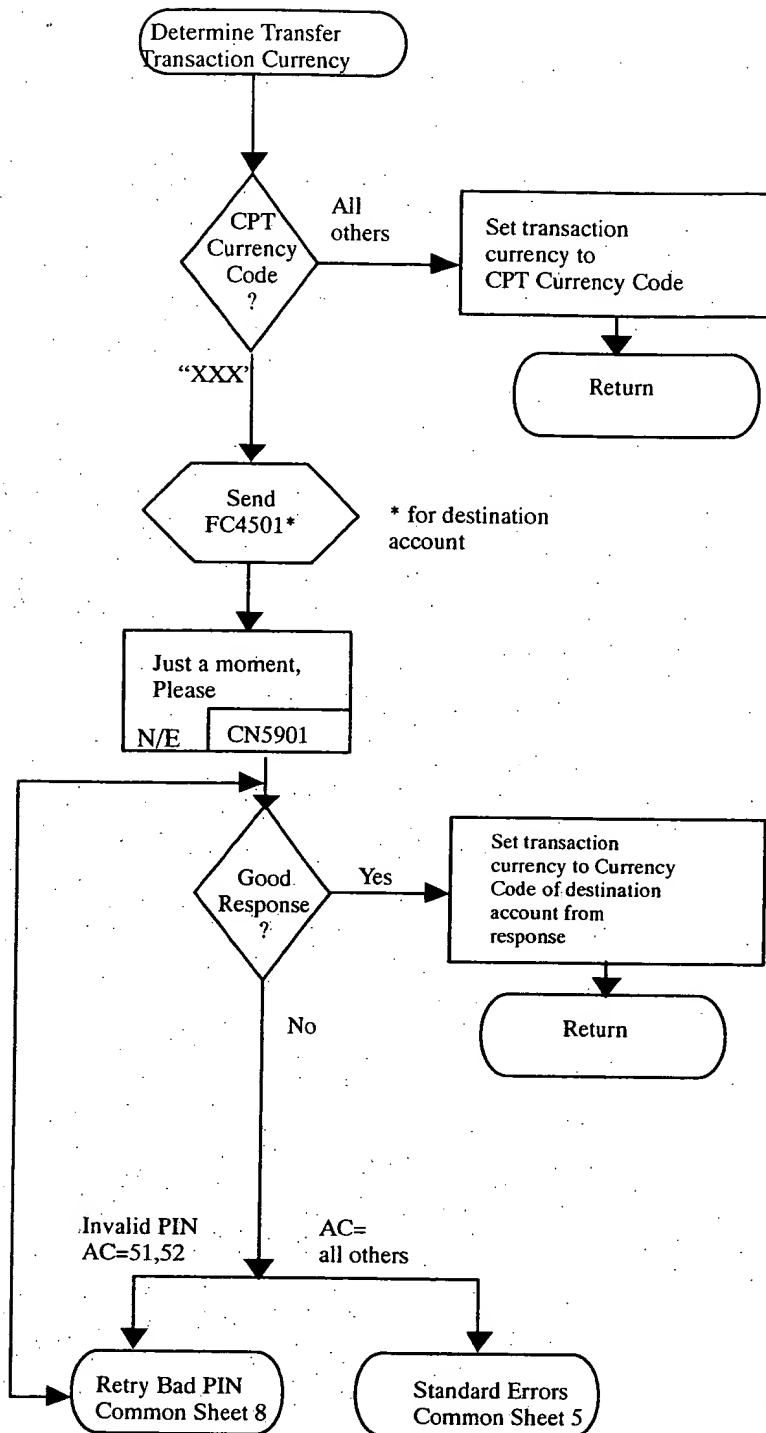 Determine Transfer
Transaction Currency
CPT
Currency
Code
?
All
others
Set transaction
currency to
CPT Currency Code
Return
“XXX’
Send
FC4501*
* for destination
account
Just a moment,
Please
N/E
CN5901
Good
Response
?
Yes
Set transaction
currency to Currency
Code of destination
account from
response
Return
No
Invalid PIN
AC=51,52
AC=
all others
Retry Bad PIN
Common Sheet 8
Standard Errors
Common Sheet 5